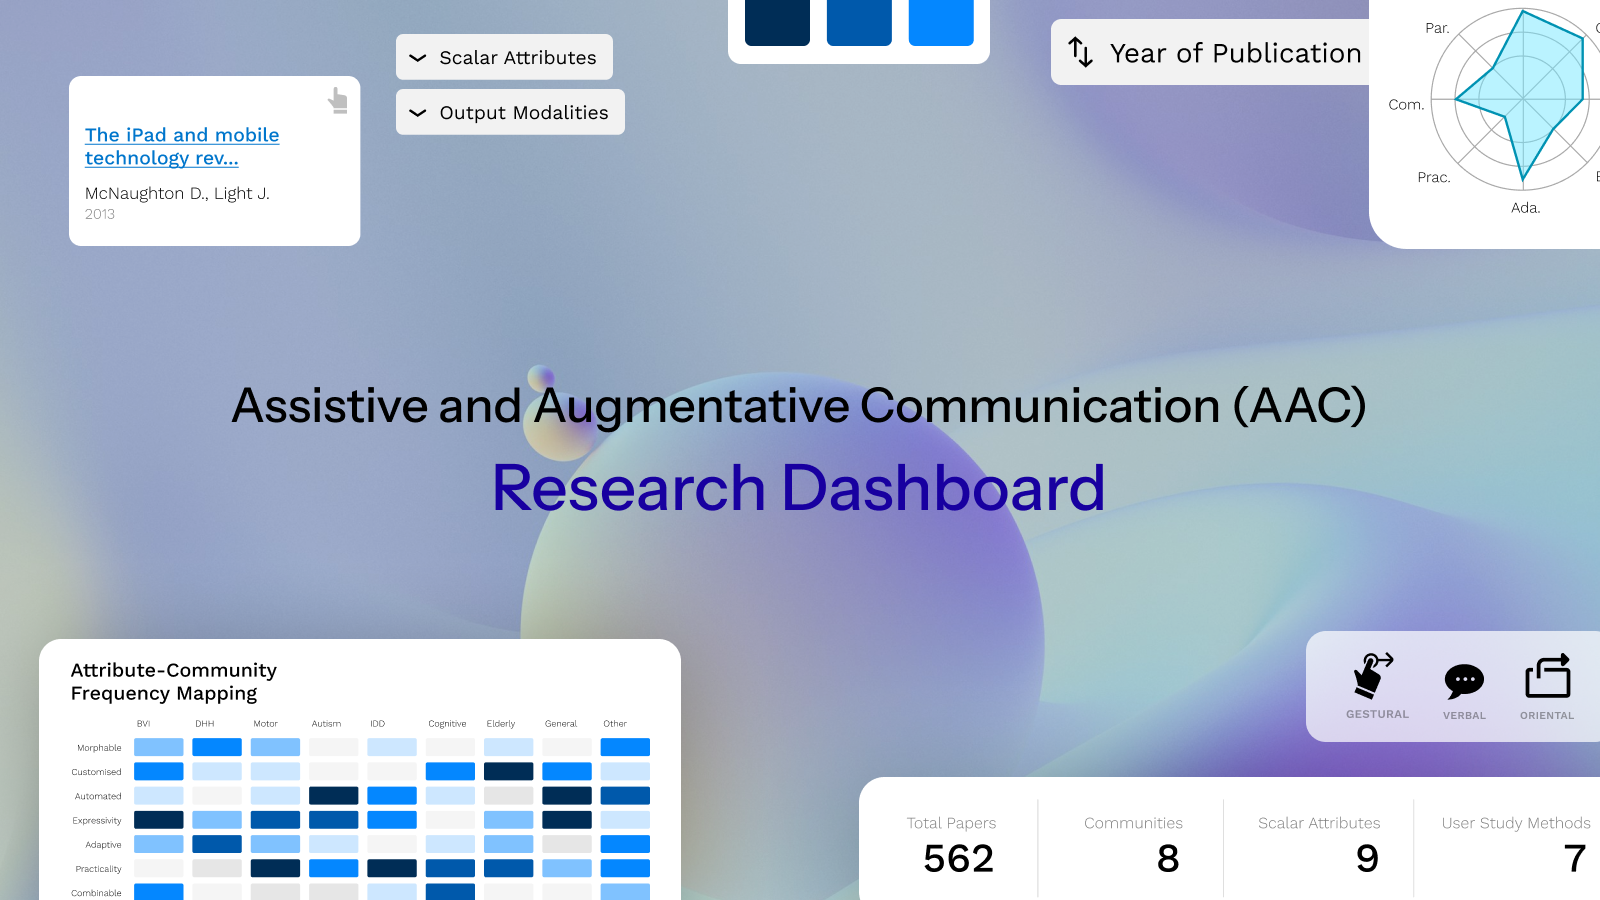 Scalar Attributes
Output Modalities
The iPad and mobile
technology rev...
McNaughton D., Light J.
2013
Year of Publication
Par.
Com.
Prac.
Ada.
Assistive and Augmentative Communication (AAC)
Research Dashboard
Attribute-Community
Frequency Mapping
BVI DHH Motor Autism IDD Cognitive Elderly General Other
Morphable
Customised
Automated
Expressivity
Adaptive
Practicality
Combinable
GESTURAL VERBAL ORIENTAL
Total Papers Communities Scalar Attributes User Study Methods
562 8 9 7